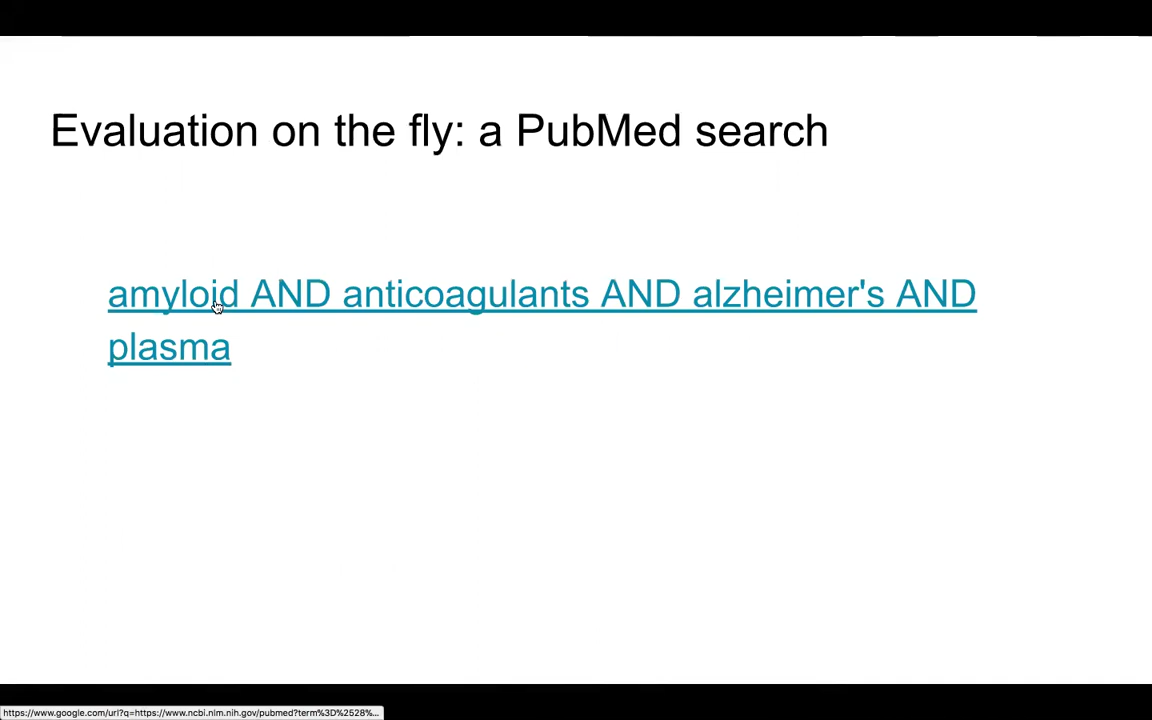 Evaluation on the fly: a PubMed search
amyloid AND anticoagulants AND alzheimer's AND
plasma
https://www.google.com/url?q=https://www.ncbi.nlm.nih.gov/pubmed?term%3D%2528%...